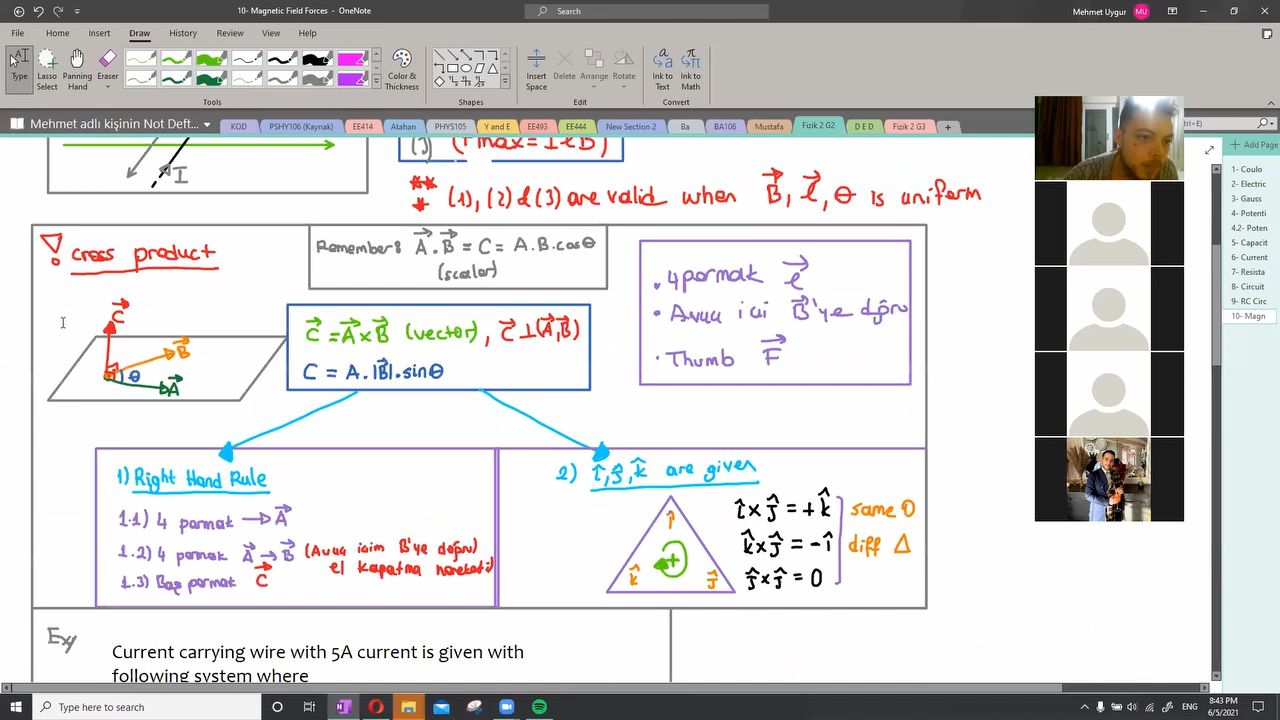 10- Magnetic Field Forces - OneNote
Search
Mehmet Uygur
MU
File
Home
Insert
Draw
History
Review
View
Help
Type
Lasso Select
Panning Hand
Eraser
Color & Thickness
Insert Space
Delete
Arrange
Rotate
Ink to Text
Ink to Math
Tools
Shapes
Edit
Convert
Mehmet adlı kişinin Not Deft...
KOD
PSHY106 (Kaynak)
EE414
Atahan
PHYS105
Y and E
EE493
EE444
New Section 2
Ba
BA106
Mustafa
Fizik 2 G2
D E D
Fizik 2 G3
+
Add Page
1- Coulo
2- Electric
3- Gauss
4- Potenti
4.2- Poten
5- Capacit
6- Current
7- Resista
8- Circuit
9- RC Circ
10- Magn
I
(3) (Fmax = I l B)
** * (1), (2) & (3) are valid when B, l, θ is uniform
! cross product
Remember: A . B = C = A.B.cosθ
(scalar)
C
B
θ
A
C = A x B (vector), C ⊥ (A, B)
C = A.|B|.sinθ
• 4 parmak l
• Avuç içi B'ye doğru
• Thumb F
1) Right Hand Rule
1.1) 4 parmak → A
1.2) 4 parmak A → B (Avuç içim B'ye doğru)
el kapatma hareketi
1.3) Baş parmak C
2) î, ĵ, k̂ are given
î
+
k̂
ĵ
î x ĵ = +k̂
k̂ x ĵ = -î
ĵ x ĵ = 0
same O
diff Δ
Ex
Current carrying wire with 5A current is given with
following system where
Type here to search
ENG
8:43 PM
6/5/2021